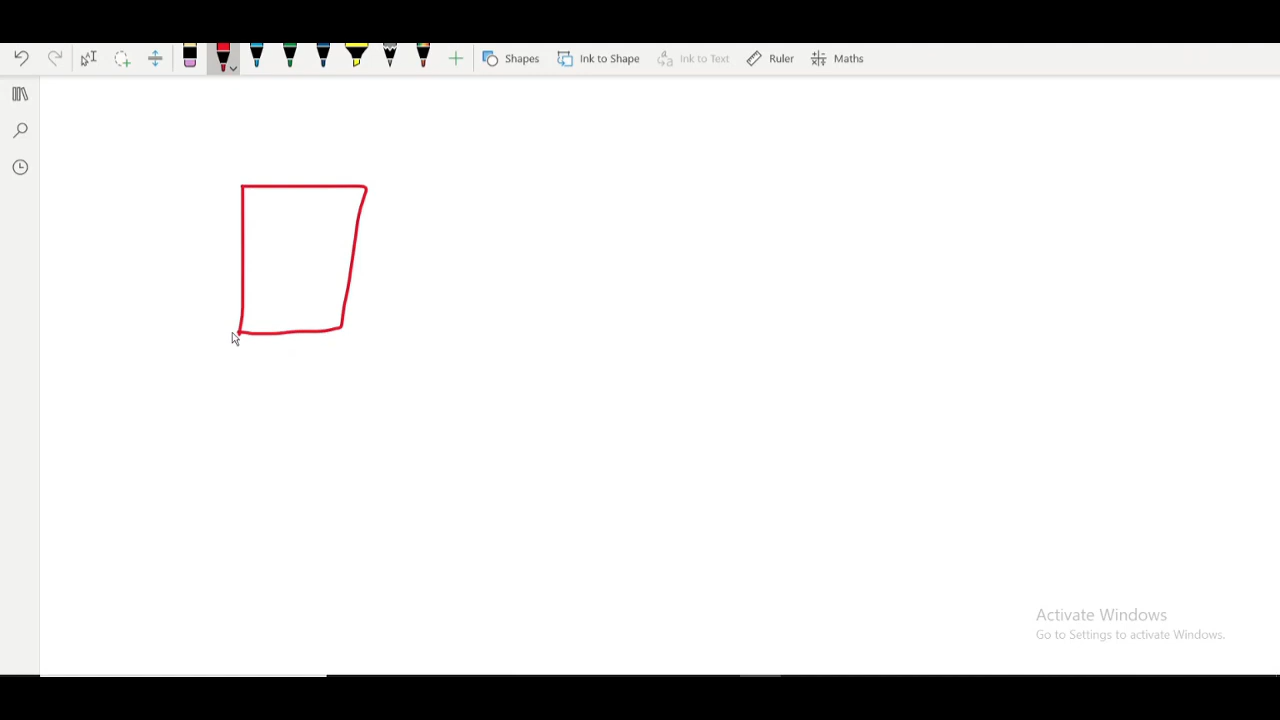 Shapes
Ink to Shape
Ink to Text
Ruler
Maths
Activate Windows
Go to Settings to activate Windows.